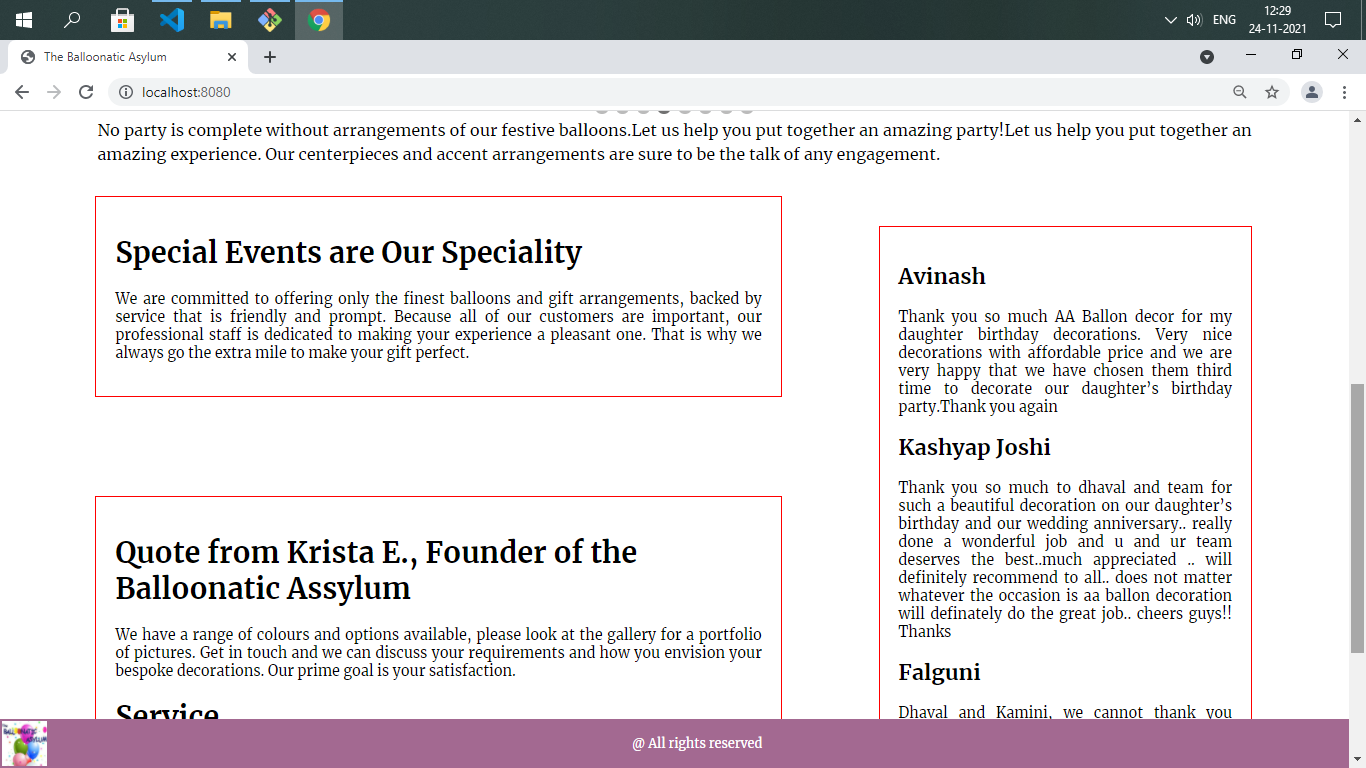 ENG
12:29
24-11-2021
The Balloonatic Asylum
localhost:8080
No party is complete without arrangements of our festive balloons.Let us help you put together an amazing party!Let us help you put together an
amazing experience. Our centerpieces and accent arrangements are sure to be the talk of any engagement.
Special Events are Our Speciality
We are committed to offering only the finest balloons and gift arrangements, backed by
service that is friendly and prompt. Because all of our customers are important, our
professional staff is dedicated to making your experience a pleasant one. That is why we
always go the extra mile to make your gift perfect.
Quote from Krista E., Founder of the
Balloonatic Assylum
We have a range of colours and options available, please look at the gallery for a portfolio
of pictures. Get in touch and we can discuss your requirements and how you envision your
bespoke decorations. Our prime goal is your satisfaction.
Service
Avinash
Thank you so much AA Ballon decor for my
daughter birthday decorations. Very nice
decorations with affordable price and we are
very happy that we have chosen them third
time to decorate our daughter’s birthday
party.Thank you again
Kashyap Joshi
Thank you so much to dhaval and team for
such a beautiful decoration on our daughter’s
birthday and our wedding anniversary.. really
done a wonderful job and u and ur team
deserves the best..much appreciated .. will
definitely recommend to all.. does not matter
whatever the occasion is aa ballon decoration
will definately do the great job.. cheers guys!!
Thanks
Falguni
Dhaval and Kamini, we cannot thank you
@ All rights reserved